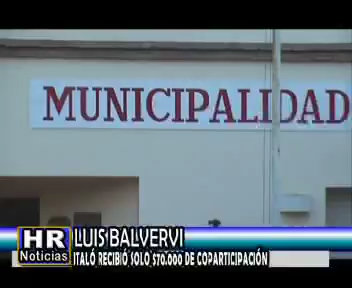 MUNICIPALIDAD
HR
Noticias
LUIS BALVERVI
ITALÓ RECIBIÓ SOLO $70.000 DE COPARTICIPACIÓN